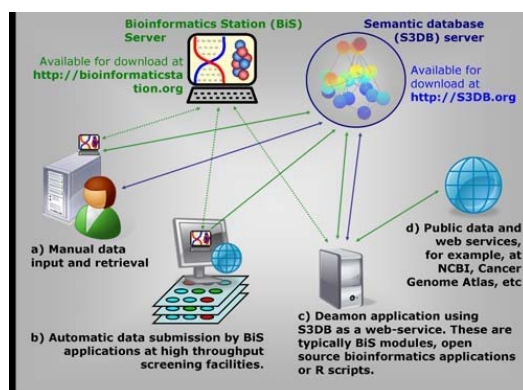 Bioinformatics Station (BiS)
Server
Available for download at
http://bioinformaticsta
tion.org
Semantic database
(S3DB) server
Available for
download at
http://S3DB.org
a) Manual data
input and retrieval
b) Automatic data submission by BiS
applications at high throughput
screening facilities.
c) Deamon application using
S3DB as a web-service. These are
typically BiS modules, open
source bioinformatics applications
or R scripts.
d) Public data and
web services,
for example, at
NCBI, Cancer
Genome Atlas, etc